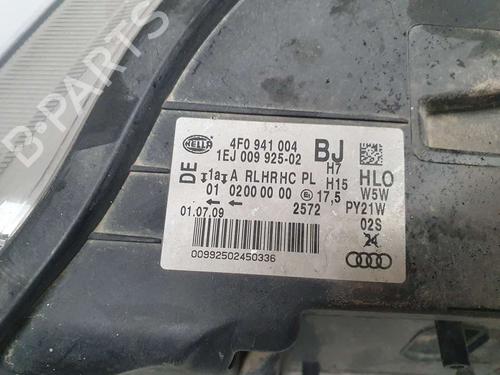 B-PARTS
HELLA
4F0 941 004
1EJ 009 925-02
BJ
DE
1a A RLHRHC PL
H7
H15
HLO
W5W
01 0200 00 00
17,5
PY21W
01.07.09
2572
02S
24
00992502450336